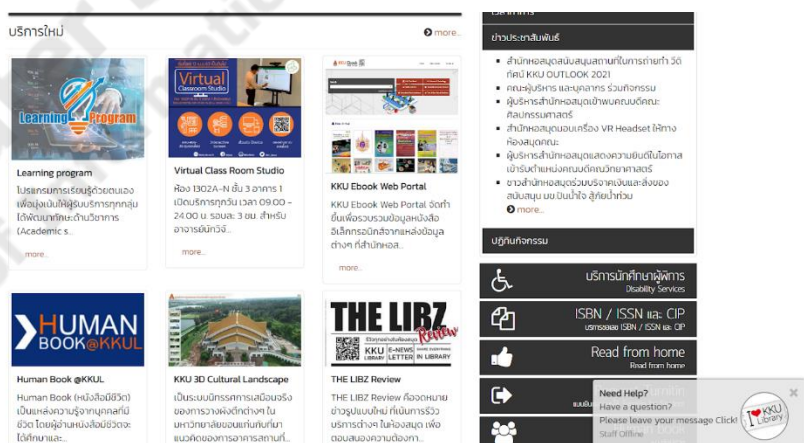 บริการใหม่
more..
Learning Program
Learning program
โปรแกรมการเรียนรู้ด้วยตนเอง
เพื่อมุ่งเน้นให้ผู้รับบริการทุกกลุ่ม
ได้พัฒนาทักษะด้านวิชาการ
(Academic s...
more..
Virtual
Classroom Studio
Virtual Class Room Studio
ห้อง 1302A-N ชั้น 3 อาคาร 1
เปิดบริการทุกวัน เวลา 09.00 -
24.00 น. รอบละ 3 ชม. สำหรับ
อาจารย์นักวิจั...
more..
KKU Ebook Web Portal
KKU Ebook Web Portal จัดทำ
ขึ้นเพื่อรวบรวมข้อมูลหนังสือ
อิเล็กทรอนิกส์จากแหล่งข้อมูล
ต่างๆ ที่สำนักหอส...
more..
HUMAN
BOOK@KKUL
Human Book @KKUL
Human Book (หนังสือมีชีวิต)
เป็นแหล่งความรู้จากบุคคลที่มี
ชีวิต โดยผู้อ่านหนังสือมีชีวิตจะ
ได้ศึกษาและ...
KKU 3D Cultural Landscape
เป็นระบบนิทรรศการเสมือนจริง
ของการวางผังดีกต่างๆ ใน
มหาวิทยาลัยขอนแก่นกับที่มา
แนวคิดของการอาคารสถานที่...
THE LIBZ
Review
KKU E-NEWS
LIBRARY LETTER IN LIBRARY
THE LIBZ Review
THE LIBZ Review คือจดหมาย
ข่าวรูปแบบใหม่ ที่เน้นการรีวิว
บริการต่างๆ ในห้องสมุด เพื่อ
ตอบสนองความต้องกา...
ข่าวประชาสัมพันธ์
สำนักหอสมุดสนับสนุนสถานที่ในการถ่ายทำ วิดี
ทัศน์ KKU OUTLOOK 2021
คณะผู้บริหาร และบุคลากร ร่วมกิจกรรม
ผู้บริหารสำนักหอสมุดเข้าพบคณบดีคณะ
ศิลปกรรมศาสตร์
สำนักหอสมุดมอบเครื่อง VR Headset ให้ทาง
ห้องสมุดคณะ
ผู้บริหารสำนักหอสมุดแสดงความยินดีในโอกาส
เข้ารับตำแหน่งคณบดีคณะวิทยาศาสตร์
ชาวสำนักหอสมุดร่วมบริจาคเงินและสิ่งของ
สนับสนุน มข.ปันน้ำใจ สู้ภัยน้ำท่วม
more..
ปฏิทินกิจกรรม
บริการนักศึกษาผู้พิการ
Disability Services
ISBN / ISSN และ CIP
บริการขอเลข ISBN / ISSN และ CIP
Read from home
Read from home
Need Help?
Have a question?
Please leave your message Click!
Staff Offline
I KKU
Library